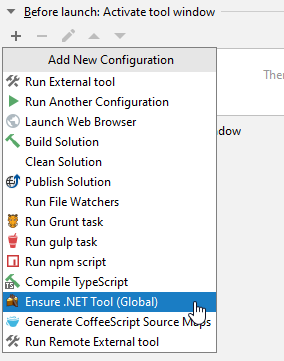 Before launch: Activate tool window
Add New Configuration
Run External tool
Run Another Configuration
Launch Web Browser
Build Solution
Clean Solution
Publish Solution
Run File Watchers
Run Grunt task
Run gulp task
Run npm script
Compile TypeScript
Ensure .NET Tool (Global)
Generate CoffeeScript Source Maps
Run Remote External tool
Ther
dow
TS